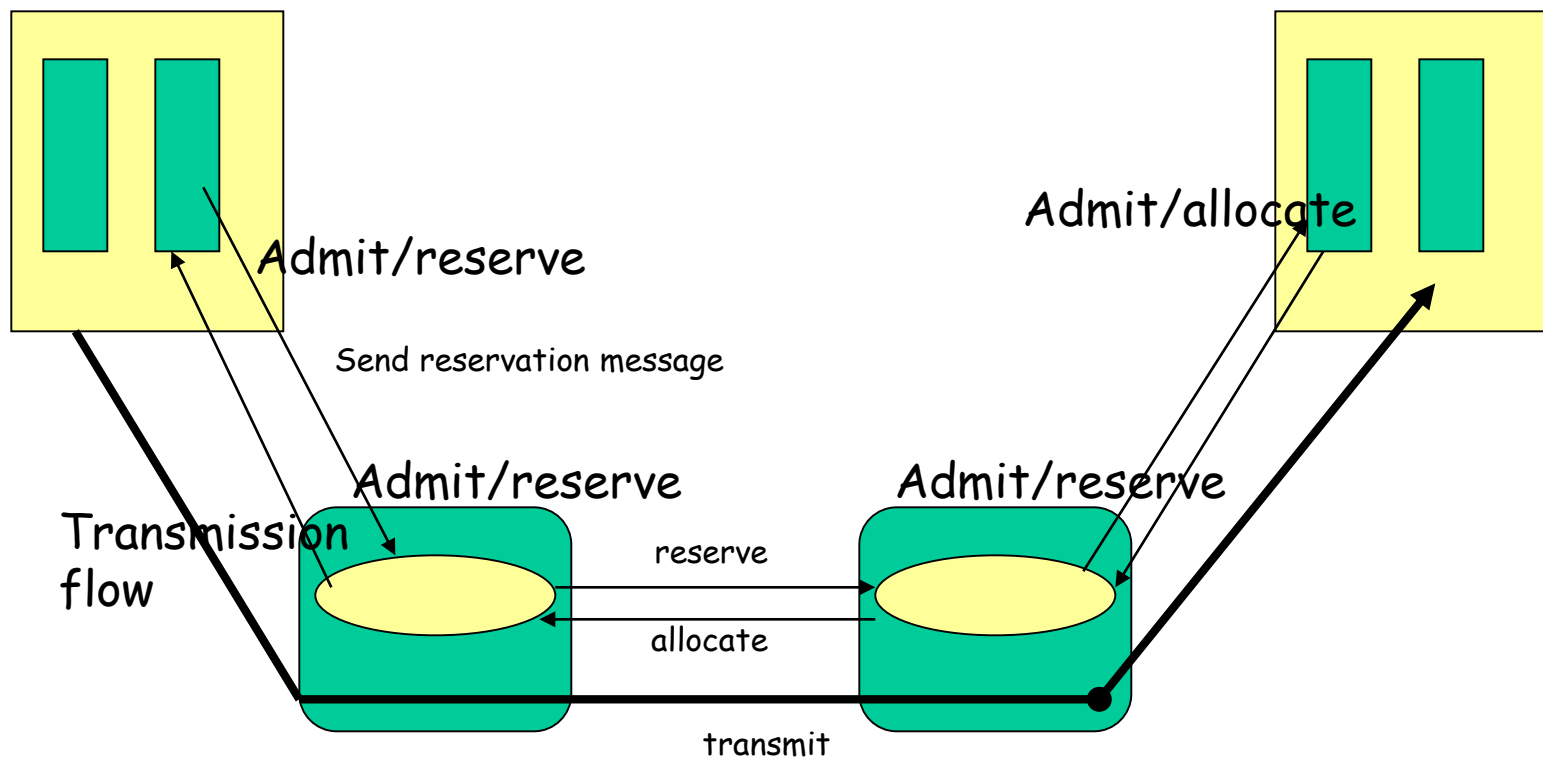 Admit/allocate
Admit/reserve
Send reservation message
Admit/reserve
Admit/reserve
Transmission
flow
reserve
allocate
transmit